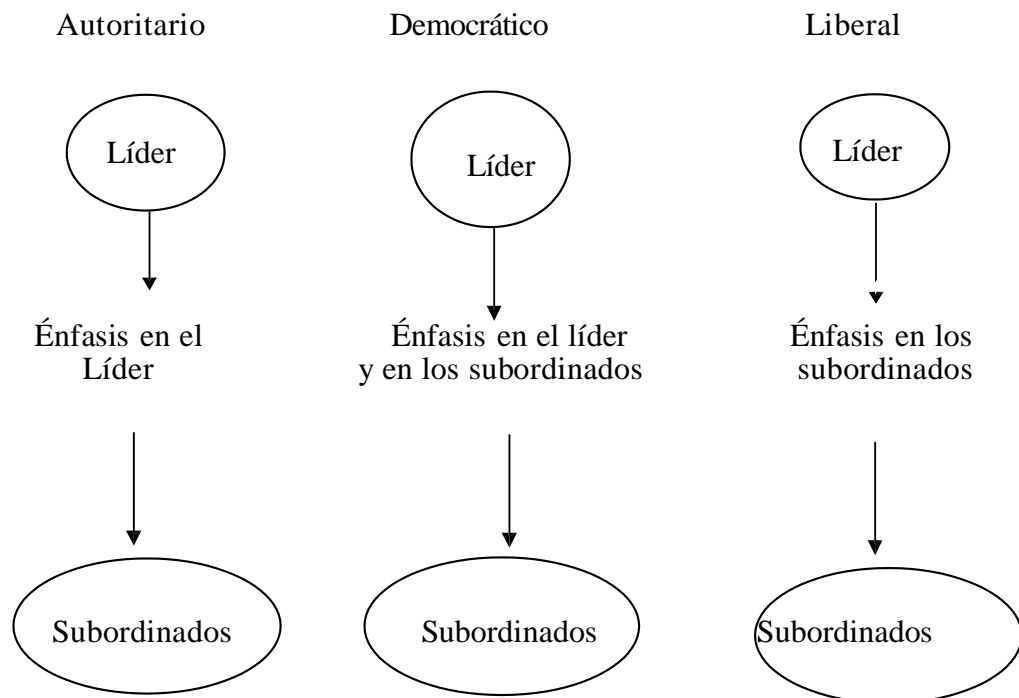 Autoritario
Democrático
Liberal
Líder
Líder
Líder
Énfasis en el
Líder
Énfasis en el líder
y en los subordinados
Énfasis en los
subordinados
Subordinados
Subordinados
Subordinados